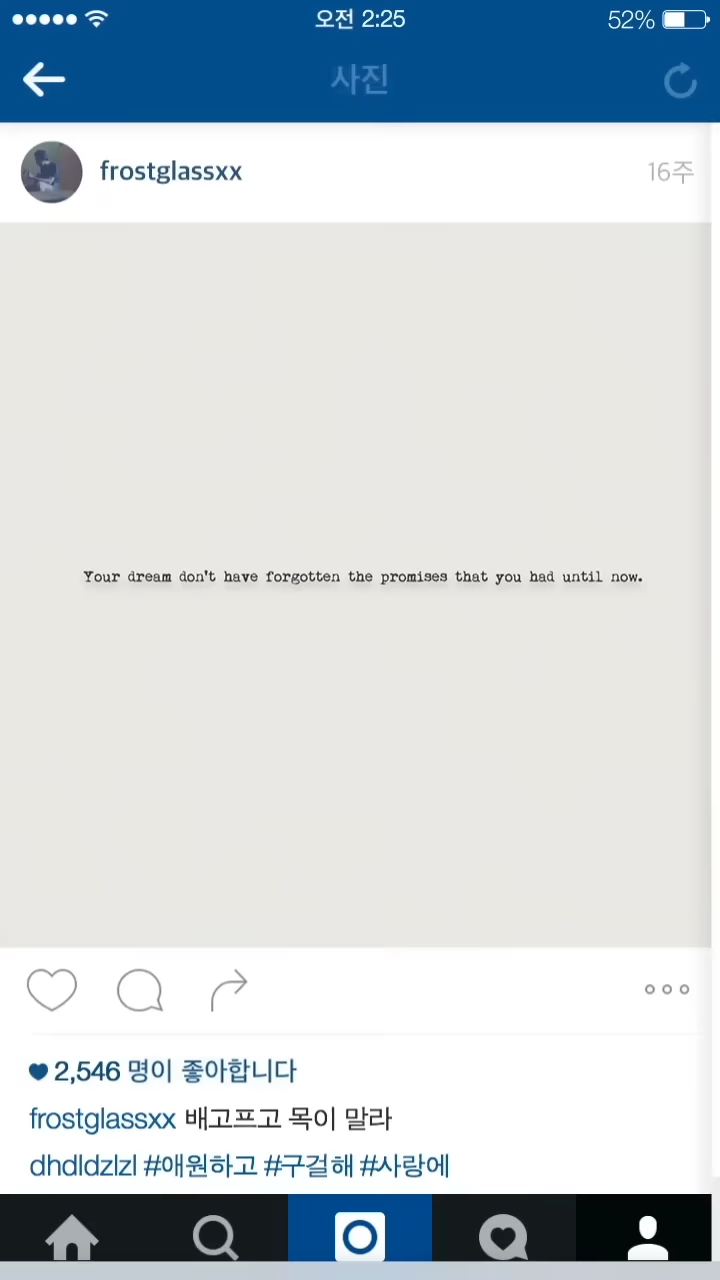 오전 2:25
52%
사진
frostglassxx
16주
Your dream don't have forgotten the promises that you had until now.
2,546 명이 좋아합니다
frostglassxx 배고프고 목이 말라
dhdldzlzl #애원하고 #구걸해 #사랑에